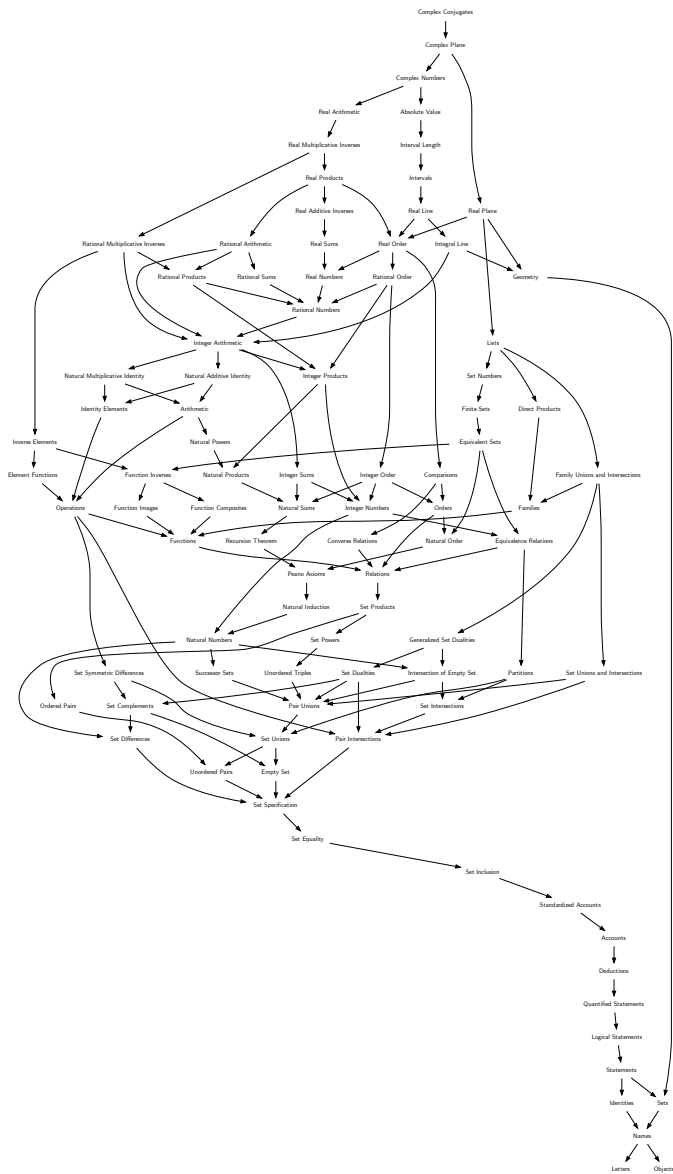 Complex Conjugates
Complex Plane
Complex Numbers
Real Arithmetic
Absolute Value
Real Multiplicative Inverses
Interval Length
Real Products
Intervals
Real Additive Inverses
Real Line
Real Plane
Rational Multiplicative Inverses
Rational Arithmetic
Real Sums
Real Order
Integral Line
Rational Products
Rational Sums
Real Numbers
Rational Order
Geometry
Rational Numbers
Integer Arithmetic
Lists
Natural Multiplicative Identity
Natural Additive Identity
Integer Products
Set Numbers
Identity Elements
Arithmetic
Finite Sets
Direct Products
Inverse Elements
Natural Powers
Equivalent Sets
Element Functions
Function Inverses
Natural Products
Integer Sums
Integer Order
Comparisons
Family Unions and Intersections
Operations
Function Images
Function Composites
Natural Sums
Integer Numbers
Orders
Families
Functions
Recursion Theorem
Converse Relations
Natural Order
Equivalence Relations
Peano Axioms
Relations
Natural Induction
Set Products
Natural Numbers
Set Powers
Generalized Set Dualities
Set Symmetric Differences
Successor Sets
Unordered Triples
Set Dualities
Intersection of Empty Set
Partitions
Set Unions and Intersections
Ordered Pairs
Set Complements
Pair Unions
Set Intersections
Set Differences
Set Unions
Pair Intersections
Unordered Pairs
Empty Set
Set Specification
Set Equality
Set Inclusion
Standardized Accounts
Accounts
Deductions
Quantified Statements
Logical Statements
Statements
Identities
Sets
Names
Letters
Objects